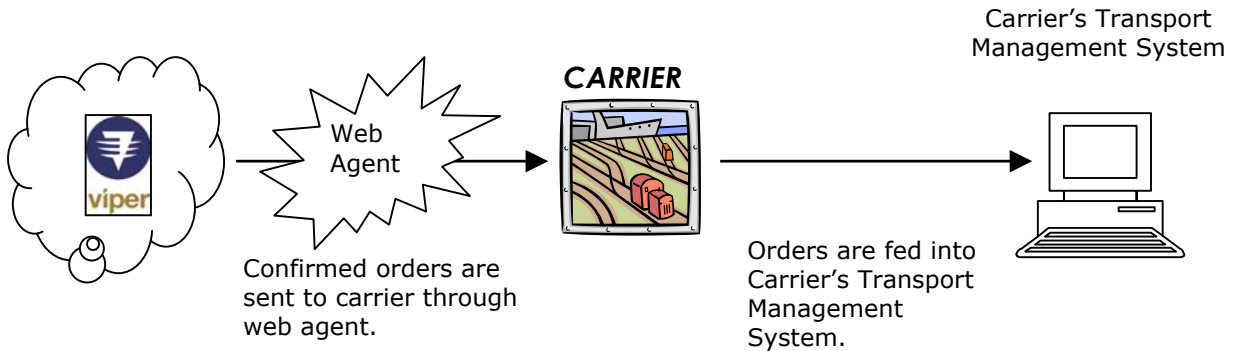 Carrier’s Transport
Management System
CARRIER
Web
Agent
viper
Confirmed orders are
sent to carrier through
web agent.
Orders are fed into
Carrier’s Transport
Management
System.